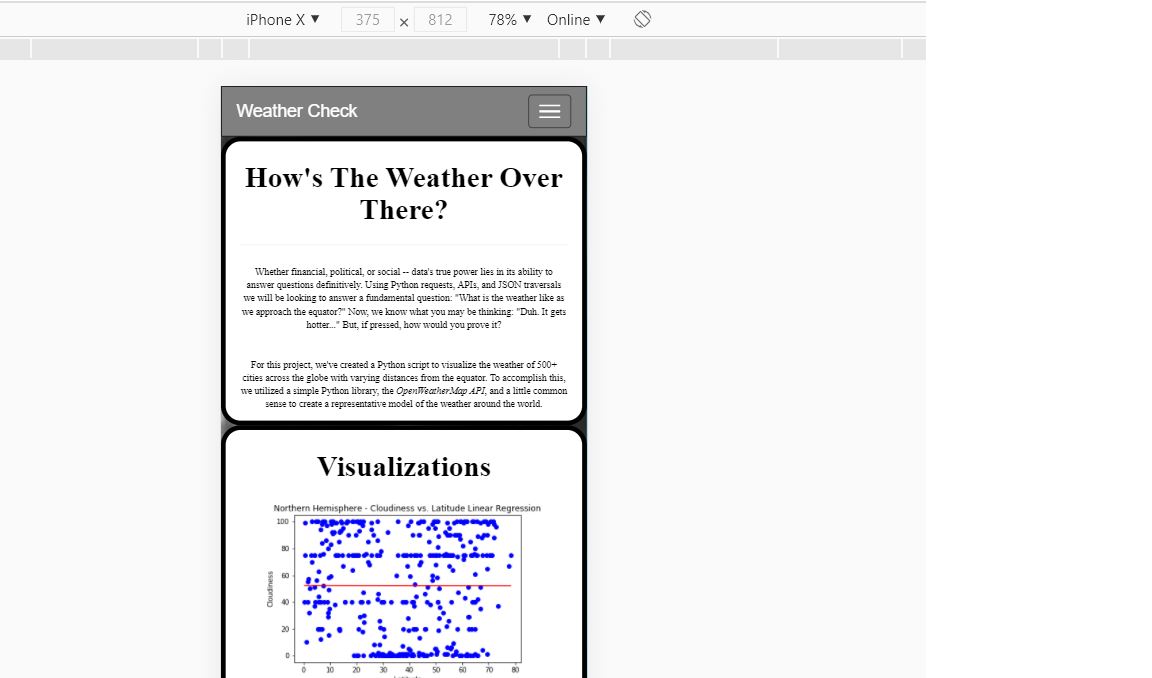 iPhone X ▼ 375 × 812 78% ▼ Online ▼
Weather Check
How's The Weather Over
There?
Whether financial, political, or social -- data's true power lies in its ability to
answer questions definitively. Using Python requests, APIs, and JSON traversals
we will be looking to answer a fundamental question: "What is the weather like as
we approach the equator?" Now, we know what you may be thinking: "Duh. It gets
hotter..." But, if pressed, how would you prove it?
For this project, we've created a Python script to visualize the weather of 500+
cities across the globe with varying distances from the equator. To accomplish this,
we utilized a simple Python library, the OpenWeatherMap API, and a little common
sense to create a representative model of the weather around the world.
Visualizations
Northern Hemisphere - Cloudiness vs. Latitude Linear Regression
100
80
60
40
20
0
Cloudiness
0 10 20 30 40 50 60 70 80